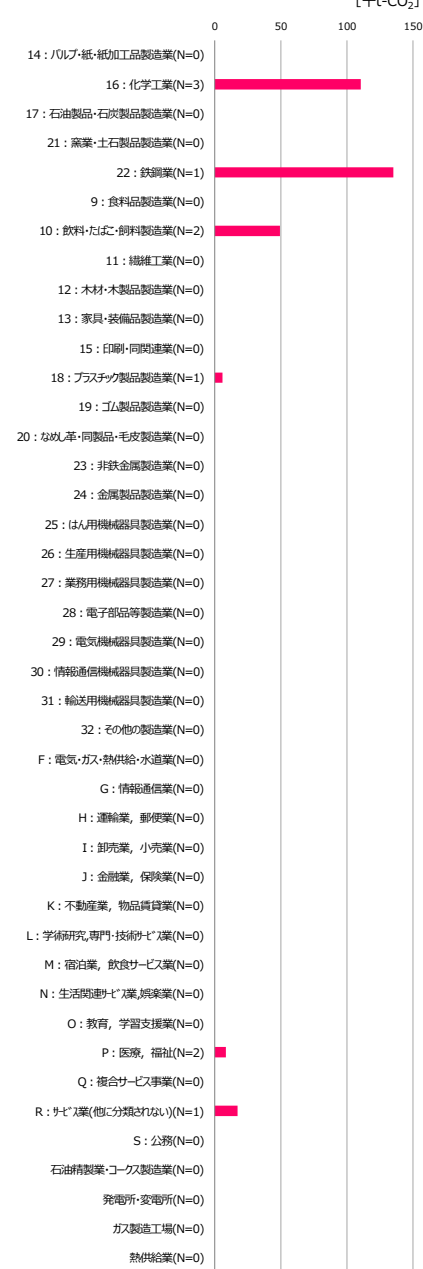 [千t-CO₂]
0 50 100 150
14：パルプ・紙・紙加工品製造業(N=0)
16：化学工業(N=3)
17：石油製品・石炭製品製造業(N=0)
21：窯業・土石製品製造業(N=0)
22：鉄鋼業(N=1)
9：食料品製造業(N=0)
10：飲料・たばこ・飼料製造業(N=2)
11：繊維工業(N=0)
12：木材・木製品製造業(N=0)
13：家具・装備品製造業(N=0)
15：印刷・同関連業(N=0)
18：プラスチック製品製造業(N=1)
19：ゴム製品製造業(N=0)
20：なめし革・同製品・毛皮製造業(N=0)
23：非鉄金属製造業(N=0)
24：金属製品製造業(N=0)
25：はん用機械器具製造業(N=0)
26：生産用機械器具製造業(N=0)
27：業務用機械器具製造業(N=0)
28：電子部品等製造業(N=0)
29：電気機械器具製造業(N=0)
30：情報通信機械器具製造業(N=0)
31：輸送用機械器具製造業(N=0)
32：その他の製造業(N=0)
F：電気・ガス・熱供給・水道業(N=0)
G：情報通信業(N=0)
H：運輸業，郵便業(N=0)
I：卸売業，小売業(N=0)
J：金融業，保険業(N=0)
K：不動産業，物品賃貸業(N=0)
L：学術研究,専門・技術ｻｰﾋﾞｽ業(N=0)
M：宿泊業，飲食サービス業(N=0)
N：生活関連ｻｰﾋﾞｽ業,娯楽業(N=0)
O：教育，学習支援業(N=0)
P：医療，福祉(N=2)
Q：複合サービス事業(N=0)
R：ｻｰﾋﾞｽ業(他に分類されない)(N=1)
S：公務(N=0)
石油精製業・コークス製造業(N=0)
発電所・変電所(N=0)
ガス製造工場(N=0)
熱供給業(N=0)